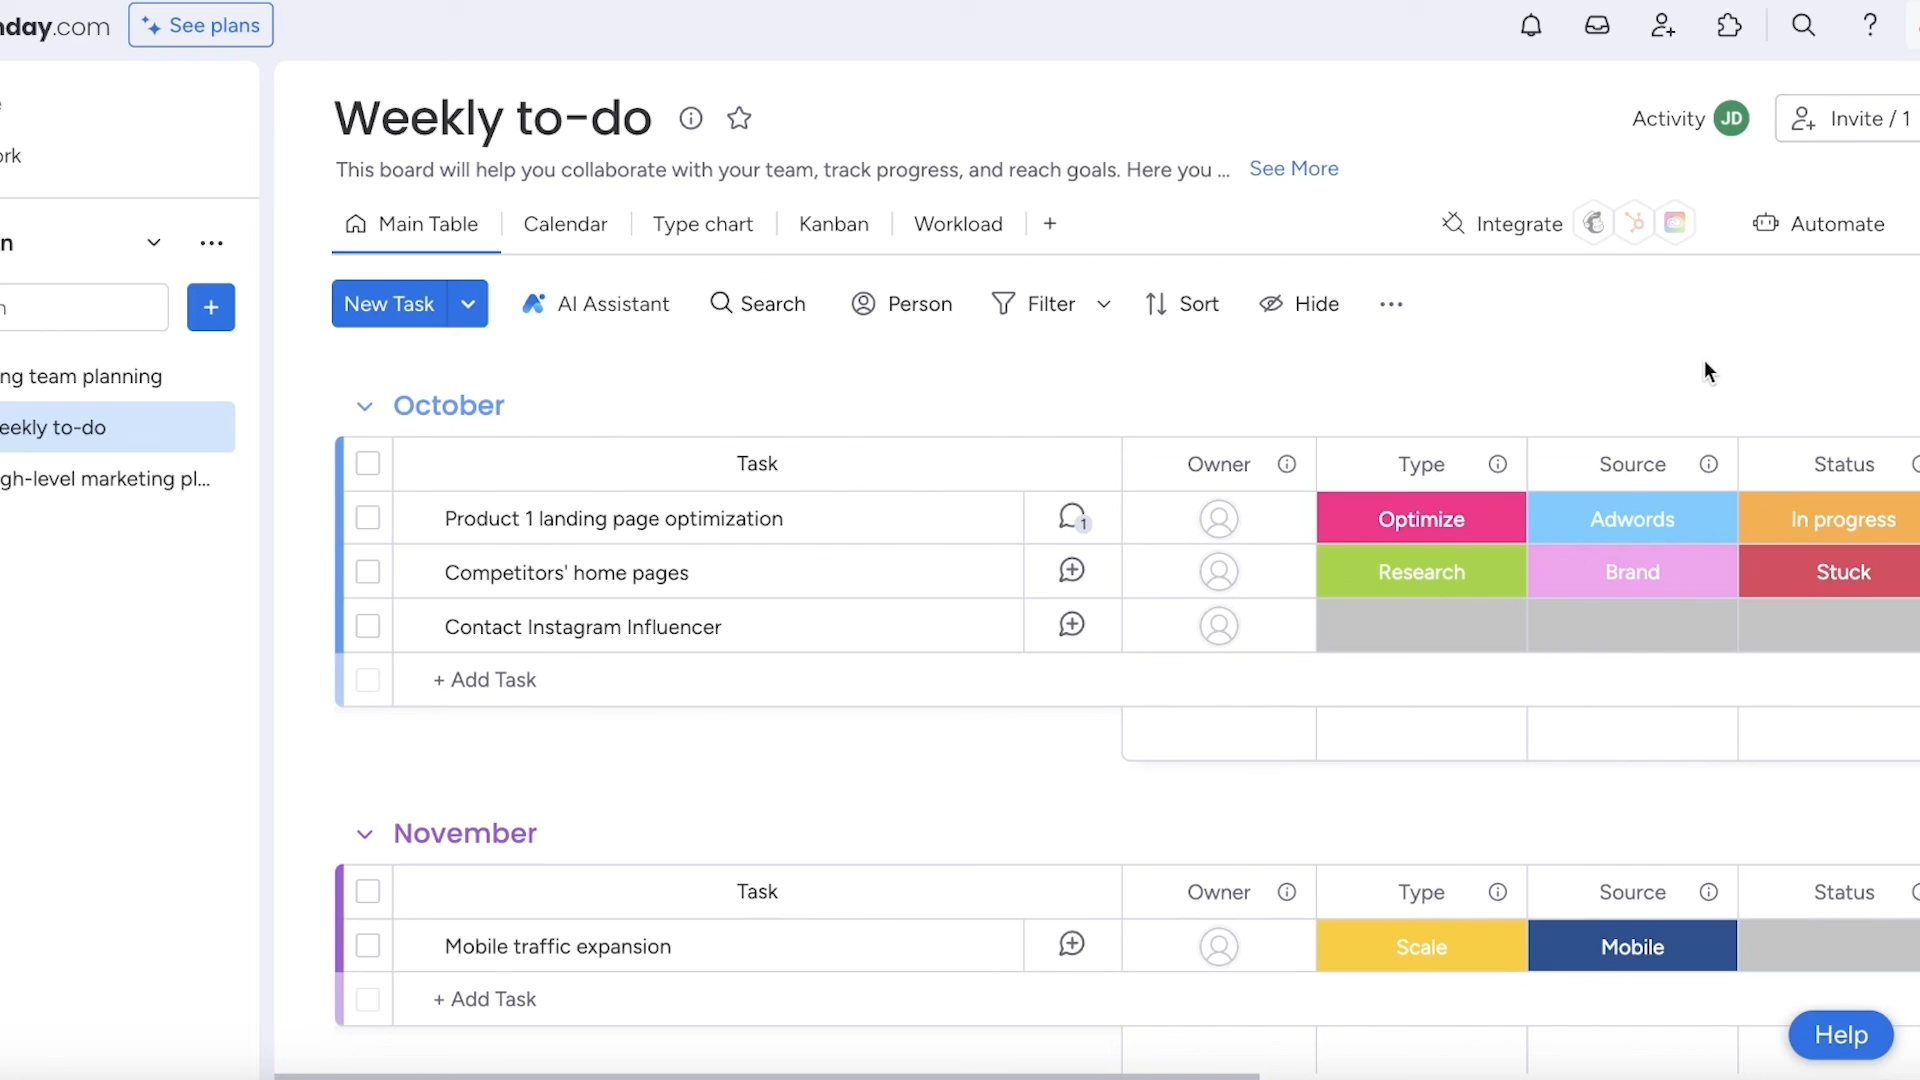 nday.com
See plans
ork
n
n
+
ng team planning
eekly to-do
gh-level marketing pl...
Weekly to-do
Activity JD
Invite / 1
This board will help you collaborate with your team, track progress, and reach goals. Here you ... See More
Main Table
Calendar
Type chart
Kanban
Workload
+
Integrate
Automate
New Task
AI Assistant
Search
Person
Filter
Sort
Hide
October
Task Owner Type Source Status
Product 1 landing page optimization 1 Optimize Adwords In progress
Competitors' home pages Research Brand Stuck
Contact Instagram Influencer
+ Add Task
November
Task Owner Type Source Status
Mobile traffic expansion Scale Mobile
+ Add Task
Help